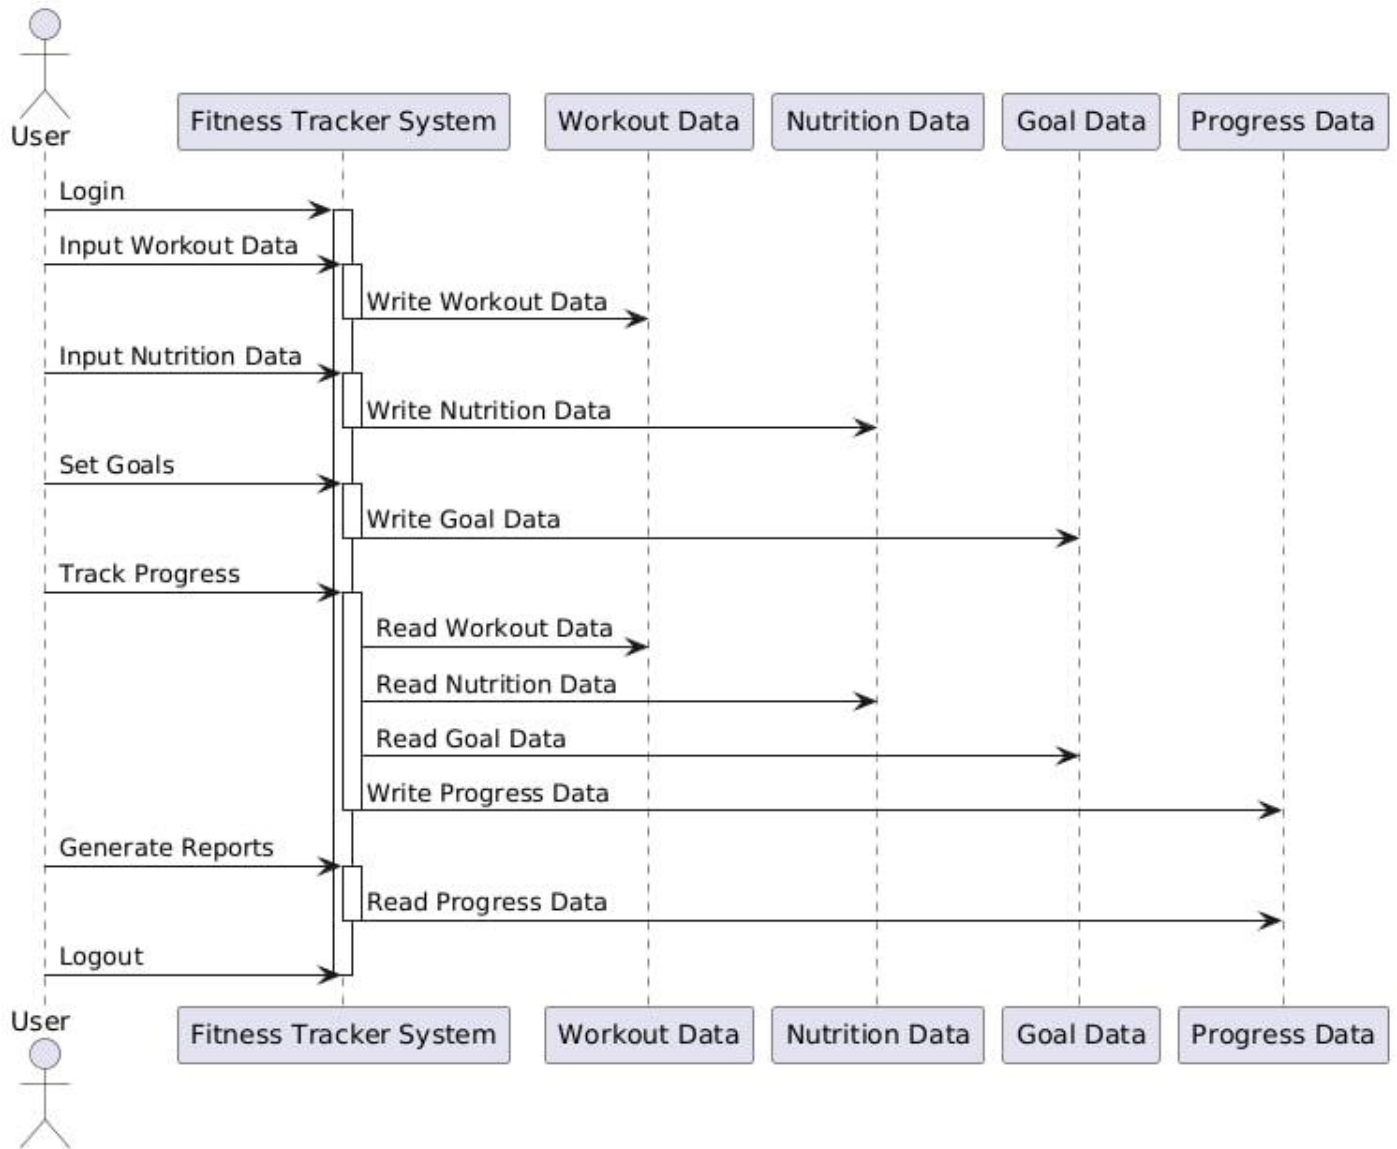 User
Fitness Tracker System
Workout Data
Nutrition Data
Goal Data
Progress Data
Login
Input Workout Data
Write Workout Data
Input Nutrition Data
Write Nutrition Data
Set Goals
Write Goal Data
Track Progress
Read Workout Data
Read Nutrition Data
Read Goal Data
Write Progress Data
Generate Reports
Read Progress Data
Logout
User
Fitness Tracker System
Workout Data
Nutrition Data
Goal Data
Progress Data